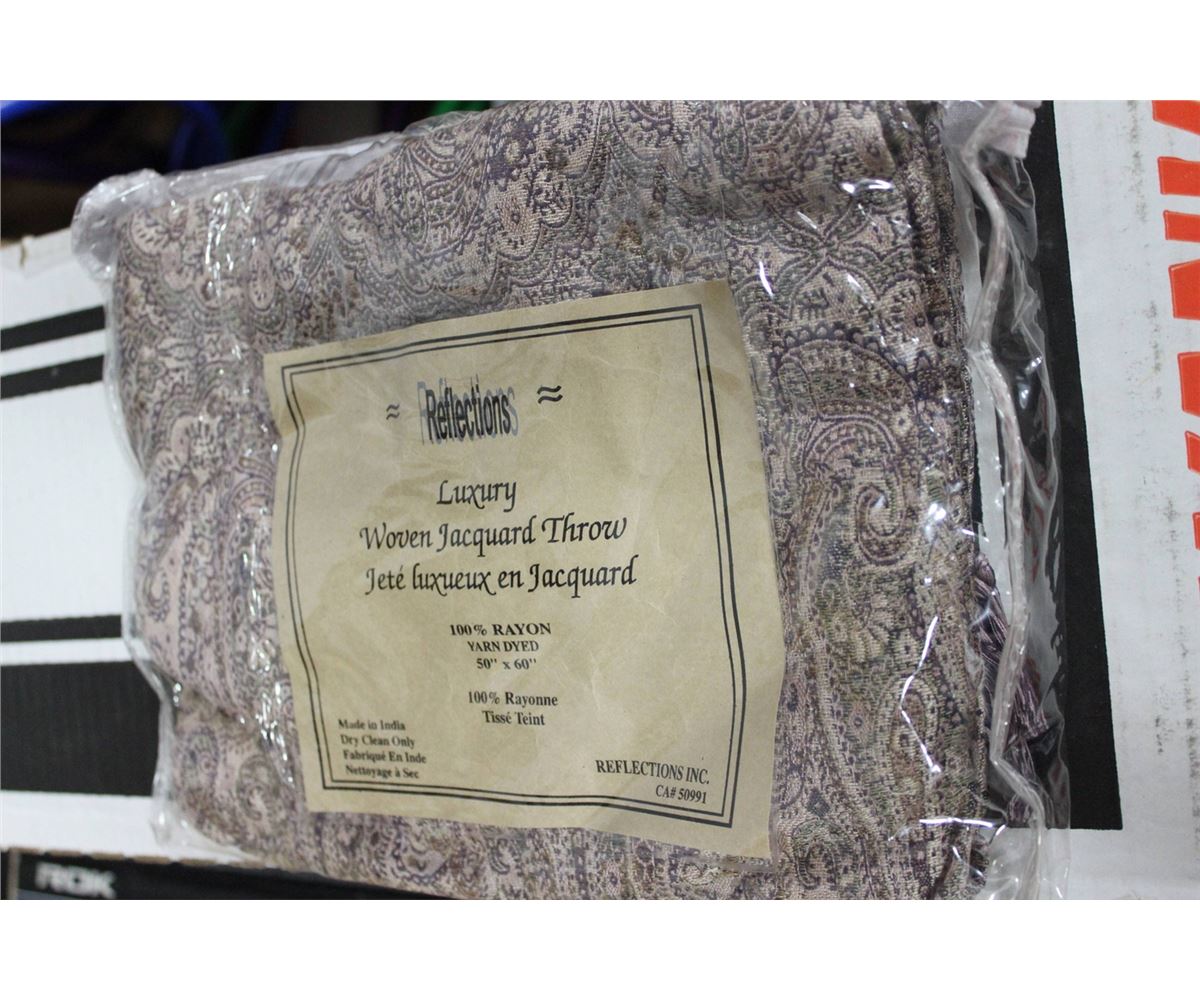 ≈ Reflections ≈
Luxury
Woven Jacquard Throw
Jeté luxueux en Jacquard
100% RAYON
YARN DYED
50" x 60"
100% Rayonne
Tissé Teint
Made in India
Dry Clean Only
Fabriqué En Inde
Nettoyage à Sec
REFLECTIONS INC.
CA# 50991